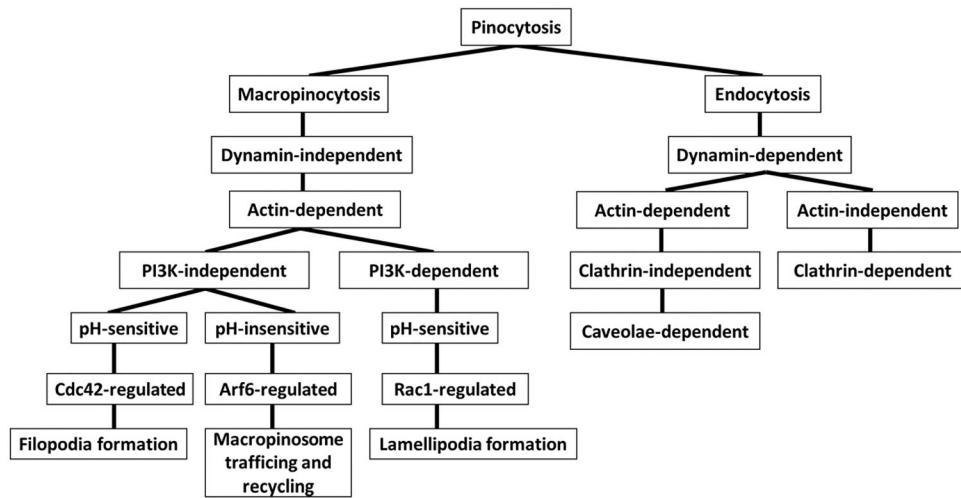 Pinocytosis
Macropinocytosis
Endocytosis
Dynamin-independent
Dynamin-dependent
Actin-dependent
Actin-dependent
Actin-independent
PI3K-independent
PI3K-dependent
Clathrin-independent
Clathrin-dependent
pH-sensitive
pH-insensitive
pH-sensitive
Caveolae-dependent
Cdc42-regulated
Arf6-regulated
Rac1-regulated
Filopodia formation
Macropinosome
trafficing and
recycling
Lamellipodia formation